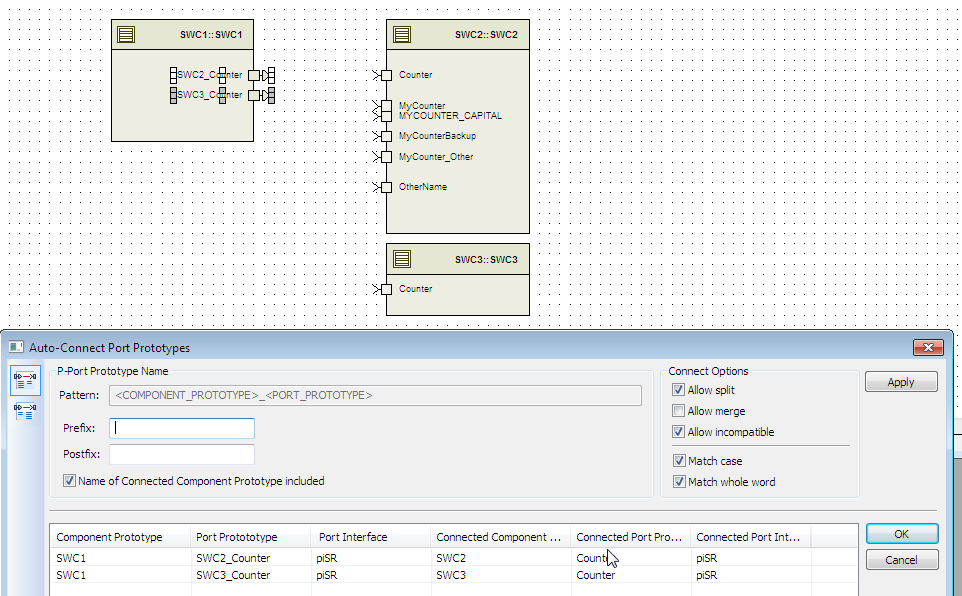 SWC1::SWC1
SWC2::SWC2
SWC2_Counter
Counter
SWC3_Counter
MyCounter
MYCOUNTER_CAPITAL
MyCounterBackup
MyCounter_Other
OtherName
SWC3::SWC3
Counter
Auto-Connect Port Prototypes
P-Port Prototype Name
Pattern: <COMPONENT_PROTOTYPE>_<PORT_PROTOTYPE>
Prefix:
Postfix:
Name of Connected Component Prototype included
Connect Options
Allow split
Allow merge
Allow incompatible
Match case
Match whole word
Apply
OK
Cancel
Component Prototype Port Protototype Port Interface Connected Component ... Connected Port Pro... Connected Port Int...
SWC1 SWC2_Counter piSR SWC2 Counter piSR
SWC1 SWC3_Counter piSR SWC3 Counter piSR